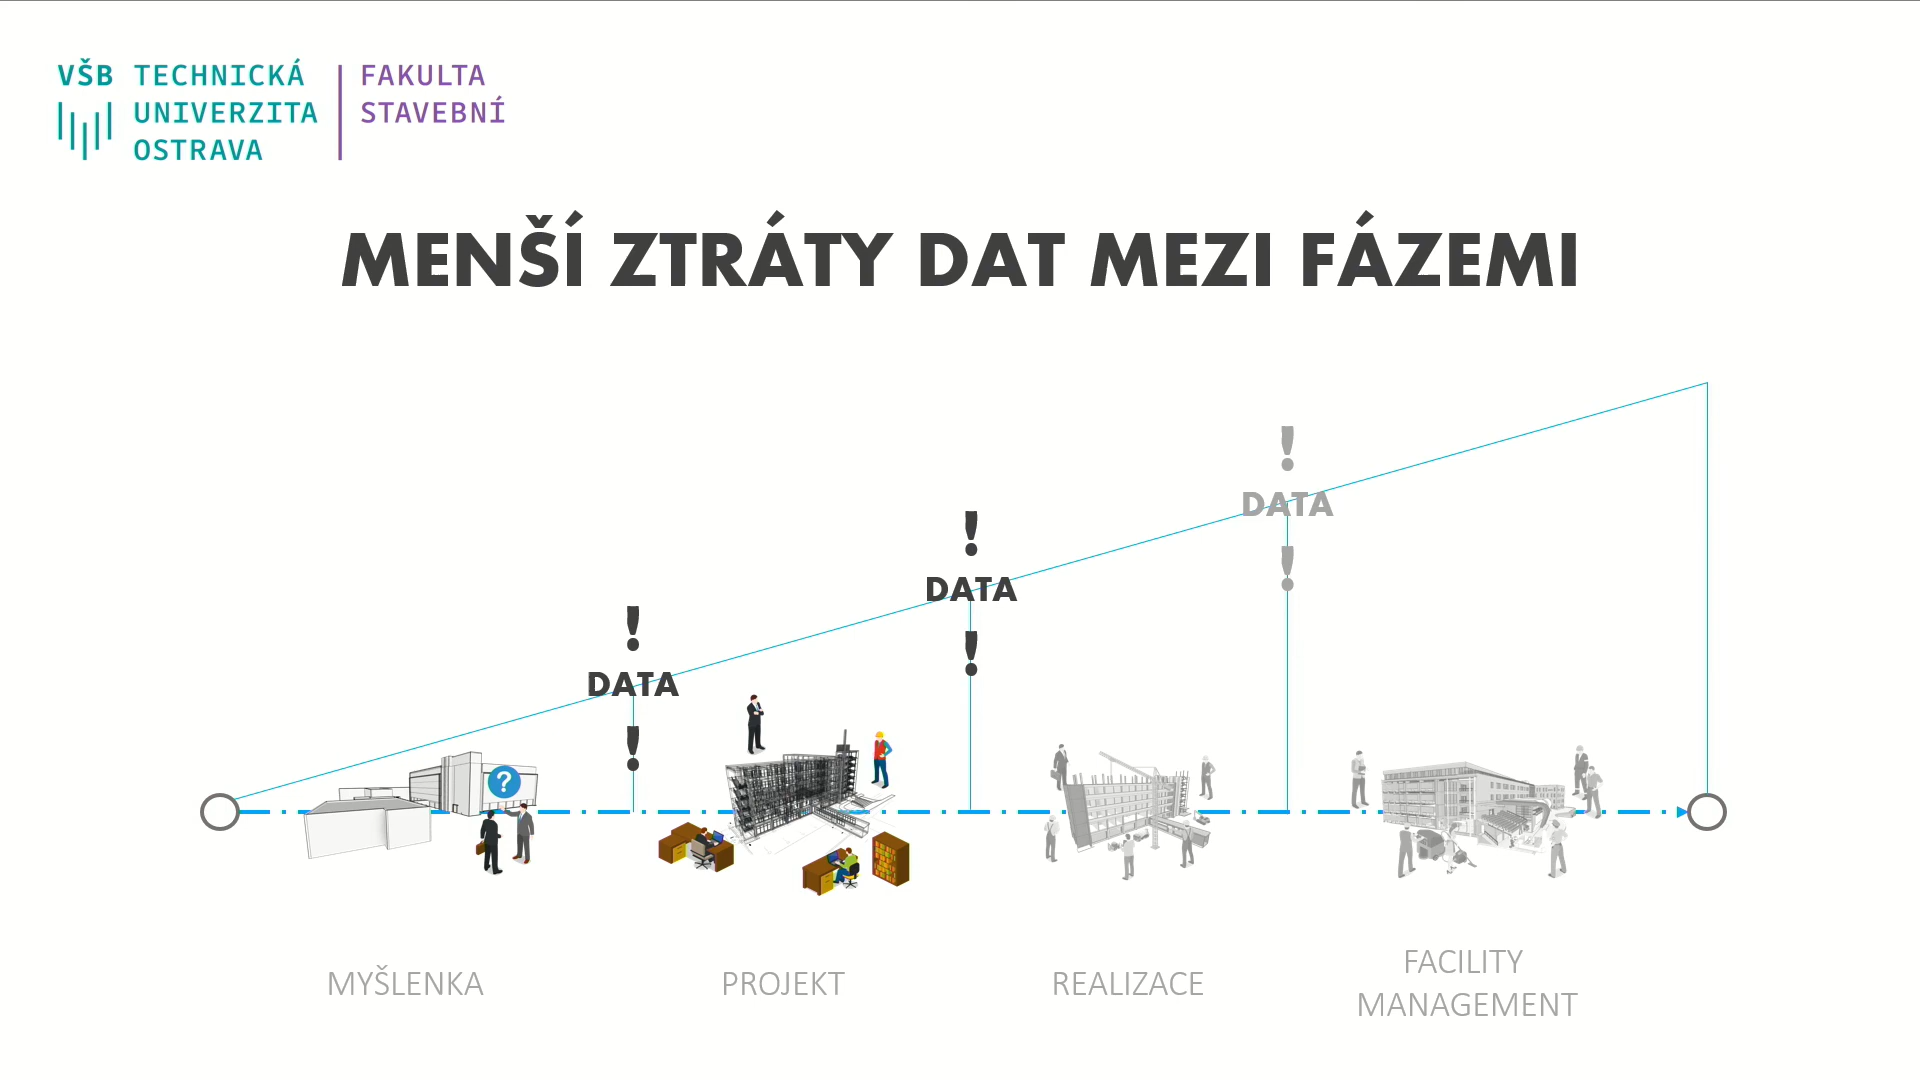 VŠB TECHNICKÁ
UNIVERZITA
OSTRAVA
FAKULTA
STAVEBNÍ
MENŠÍ ZTRÁTY DAT MEZI FÁZEMI
!
DATA
!
!
DATA
!
!
DATA
!
?
MYŠLENKA
PROJEKT
REALIZACE
FACILITY
MANAGEMENT